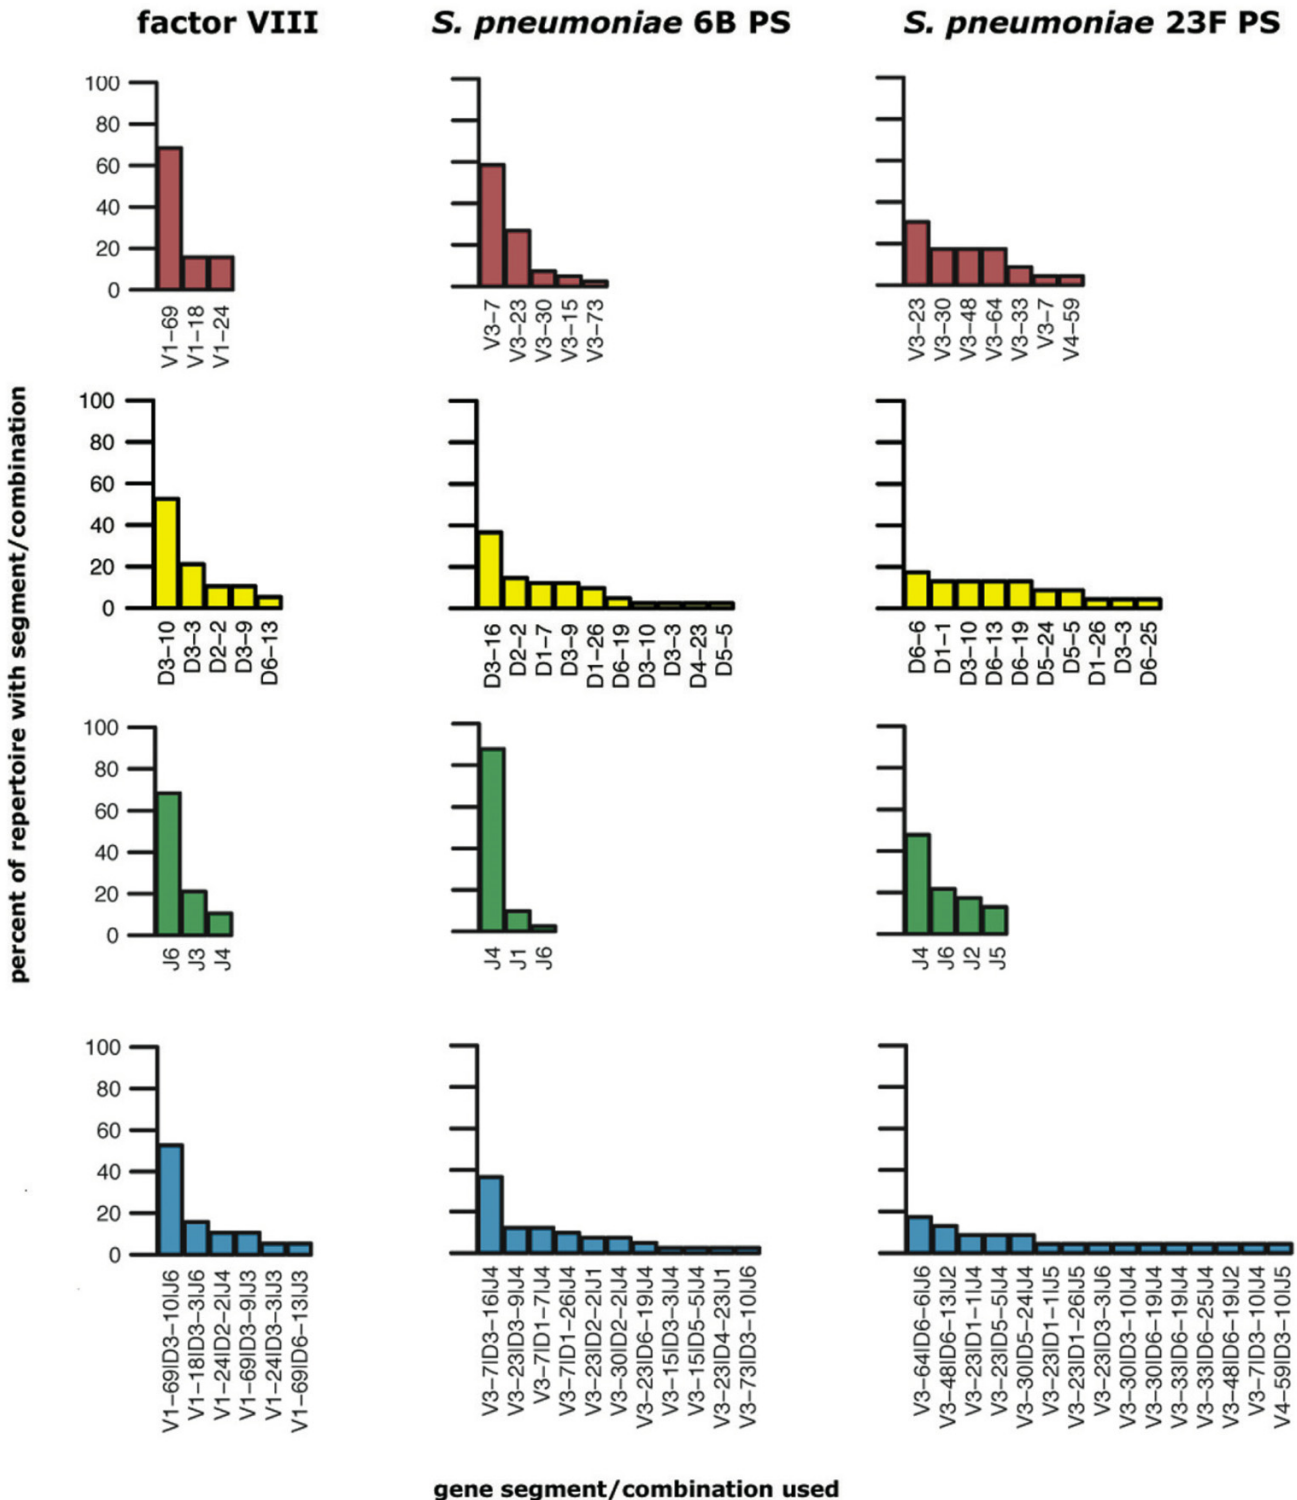 factor VIII
S. pneumoniae 6B PS
S. pneumoniae 23F PS
percent of repertoire with segment/combination
100
80
60
40
20
0
V1–69
V1–18
V1–24
V3–7
V3–23
V3–30
V3–15
V3–73
V3–23
V3–30
V3–48
V3–64
V3–33
V3–7
V4–59
100
80
60
40
20
0
D3–10
D3–3
D2–2
D3–9
D6–13
D3–16
D2–2
D1–7
D3–9
D1–26
D6–19
D3–10
D3–3
D4–23
D5–5
D6–6
D1–1
D3–10
D6–13
D6–19
D5–24
D5–5
D1–26
D3–3
D6–25
100
80
60
40
20
0
J6
J3
J4
J4
J1
J6
J4
J6
J2
J5
100
80
60
40
20
0
V1–69|D3–10|J6
V1–18|D3–3|J6
V1–24|D2–2|J4
V1–69|D3–9|J3
V1–24|D3–3|J3
V1–69|D6–13|J3
V3–7|D3–16|J4
V3–23|D3–9|J4
V3–7|D1–7|J4
V3–7|D1–26|J4
V3–23|D2–2|J1
V3–30|D2–2|J4
V3–23|D6–19|J4
V3–15|D3–3|J4
V3–15|D5–5|J4
V3–23|D4–23|J1
V3–73|D3–10|J6
V3–64|D6–6|J6
V3–48|D6–13|J2
V3–23|D1–1|J4
V3–23|D5–5|J4
V3–30|D5–24|J4
V3–23|D1–1|J5
V3–23|D1–26|J5
V3–23|D3–3|J6
V3–30|D3–10|J4
V3–30|D6–19|J4
V3–33|D6–19|J4
V3–33|D6–25|J4
V3–48|D6–19|J2
V3–7|D3–10|J4
V4–59|D3–10|J5
gene segment/combination used